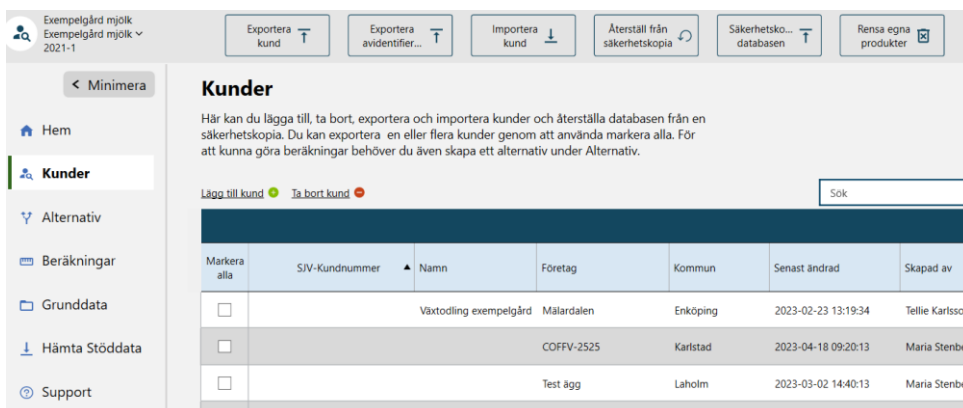 Exempelgård mjölk
Exempelgård mjölk
2021-1
Exportera kund
Exportera avidentifier...
Importera kund
Återställ från säkerhetskopia
Säkerhetsko... databasen
Rensa egna produkter
Minimera
Hem
Kunder
Alternativ
Beräkningar
Grunddata
Hämta Stöddata
Support
Kunder
Här kan du lägga till, ta bort, exportera och importera kunder och återställa databasen från en
säkerhetskopia. Du kan exportera en eller flera kunder genom att använda markera alla. För
att kunna göra beräkningar behöver du även skapa ett alternativ under Alternativ.
Lägg till kund Ta bort kund Sök
Markera alla SJV-Kundnummer Namn Företag Kommun Senast ändrad Skapad av
Växtodling exempelgård Mälardalen Enköping 2023-02-23 13:19:34 Tellie Karlsso
COFFV-2525 Karlstad 2023-04-18 09:20:13 Maria Stenbe
Test ägg Laholm 2023-03-02 14:40:13 Maria Stenbe